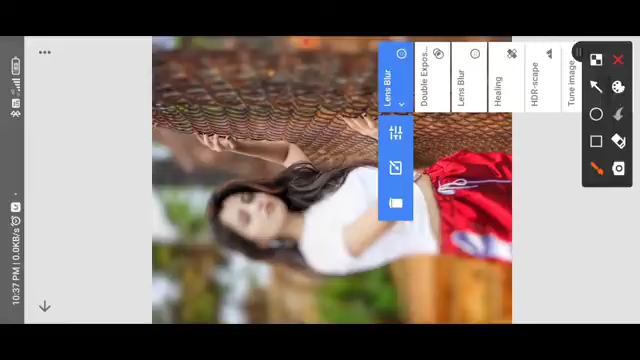 10:37 PM | 0.0KB/s
Lens Blur
Double Expos...
Lens Blur
Healing
HDR-scape
Tune image